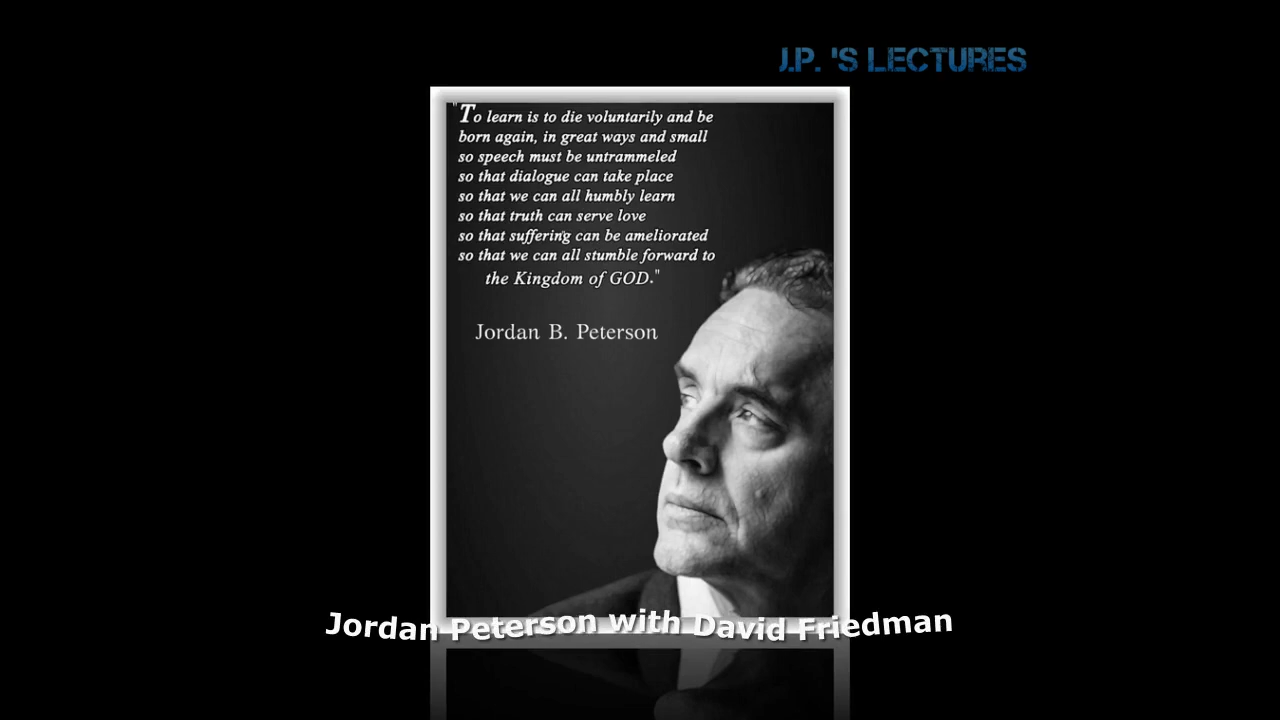 J.P. 'S LECTURES
"To learn is to die voluntarily and be
born again, in great ways and small
so speech must be untrammeled
so that dialogue can take place
so that we can all humbly learn
so that truth can serve love
so that suffering can be ameliorated
so that we can all stumble forward to
the Kingdom of GOD."
Jordan B. Peterson
Jordan Peterson with David Friedman